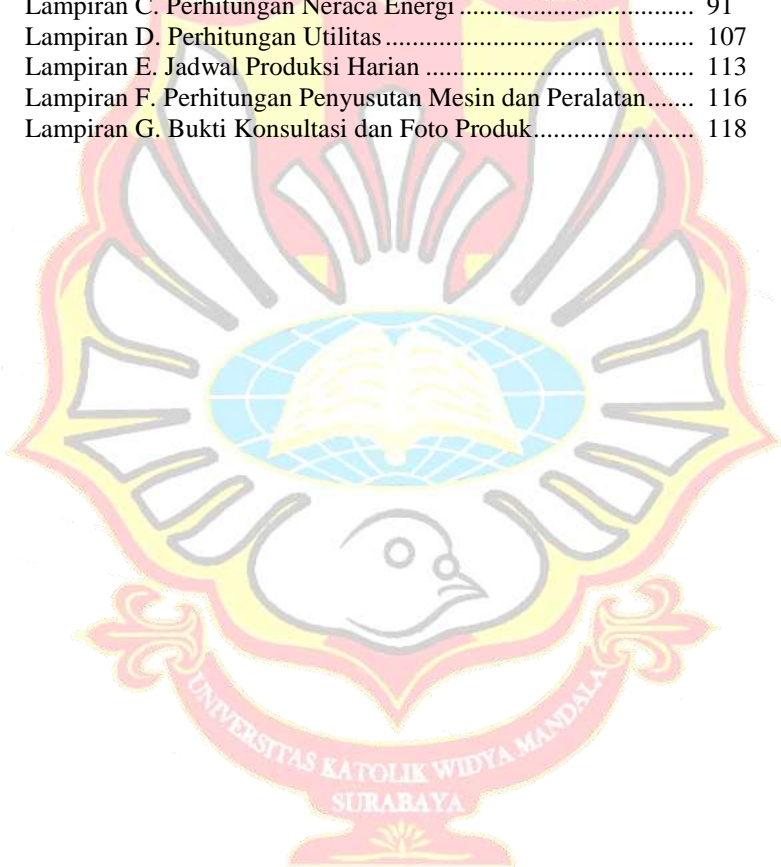 Lampiran C. Perhitungan Neraca Energi ................................... 91
Lampiran D. Perhitungan Utilitas .............................................. 107
Lampiran E. Jadwal Produksi Harian ........................................ 113
Lampiran F. Perhitungan Penyusutan Mesin dan Peralatan....... 116
Lampiran G. Bukti Konsultasi dan Foto Produk........................ 118
UNIVERSITAS KATOLIK WIDYA MANDALA
SURABAYA